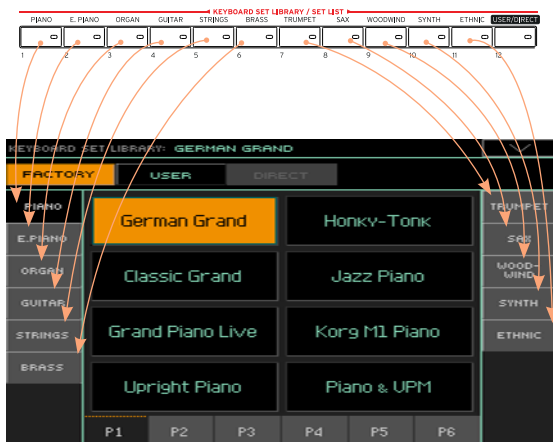 KEYBOARD SET LIBRARY / SET LIST
PIANO E. PIANO ORGAN GUITAR STRINGS BRASS TRUMPET SAX WOODWIND SYNTH ETHNIC USER/DIRECT
1 2 3 4 5 6 7 8 9 10 11 12
KEYBOARD SET LIBRARY: GERMAN GRAND
FACTORY USER DIRECT
PIANO German Grand Honky-Tonk TRUMPET
E.PIANO SAX
ORGAN Classic Grand Jazz Piano WOOD-
WIND
GUITAR SYNTH
STRINGS Grand Piano Live Korg M1 Piano ETHNIC
BRASS
Upright Piano Piano & UPM
P1 P2 P3 P4 P5 P6